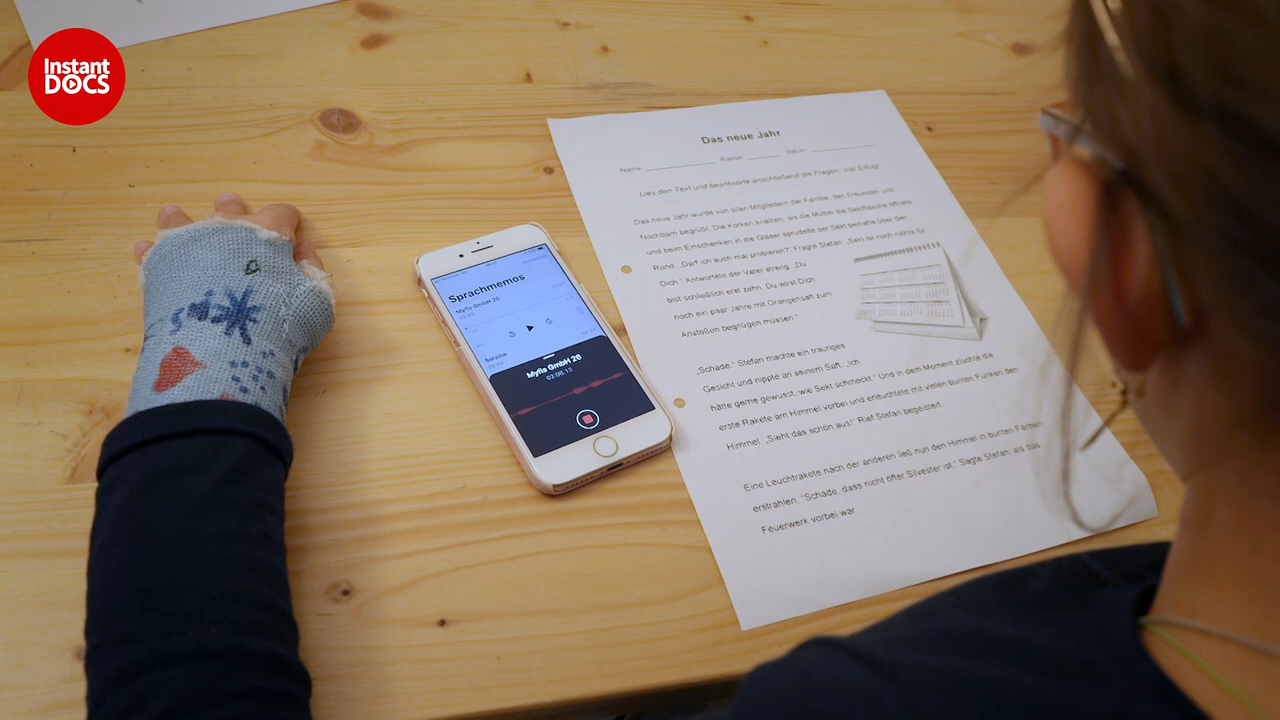 Instant
DOCS
Das neue Jahr
Name Klasse Datum
Lies den Text und beantworte anschließend die Fragen. Viel Erfolg!
Das neue Jahr wurde von allen Mitgliedern der Familie, den Freunden und
Nachbarn begrüßt. Die Korken knallten, als die Mutter die Sektflasche öffnete
und beim Einschenken in die Gläser sprudelte der Sekt beinahe über den
Rand. „Darf ich auch mal probieren?“ Fragte Stefan. „Sekt ist noch nichts für
Dich.“ Antwortete der Vater streng. „Du
bist schließlich erst zehn. Du wirst Dich
noch ein paar Jahre mit Orangensaft zum
Anstoßen begnügen müssen.“
„Schade.“ Stefan machte ein trauriges
Gesicht und nippte an seinem Saft. „Ich
hätte gerne gewusst, wie Sekt schmeckt.“ Und in dem Moment zischte die
erste Rakete am Himmel vorbei und erleuchtete mit vielen bunten Funken den
Himmel. „Sieht das schön aus!“ Rief Stefan begeistert.
Eine Leuchtrakete nach der anderen ließ nun den Himmel in bunten Farben
erstrahlen. “Schade, dass nicht öfter Silvester ist.“ Sagte Stefan, als das
Feuerwerk vorbei war.
Sprachmemos
Myfis GmbH 25
Seraina
Myfis GmbH 26
02:06.12